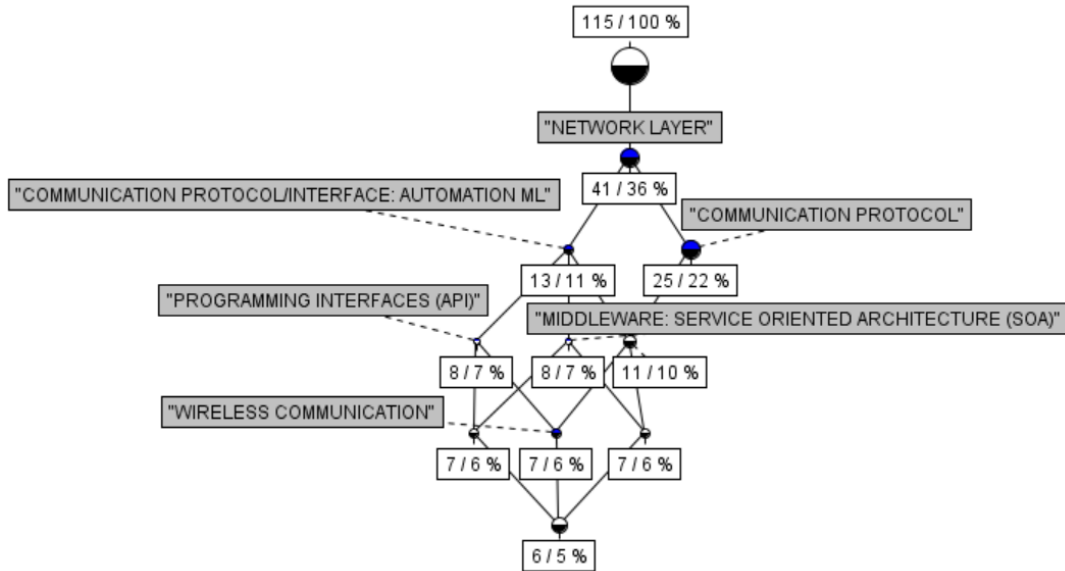 115 / 100 %
"NETWORK LAYER"
41 / 36 %
"COMMUNICATION PROTOCOL/INTERFACE: AUTOMATION ML"
"COMMUNICATION PROTOCOL"
13 / 11 %
25 / 22 %
"PROGRAMMING INTERFACES (API)"
"MIDDLEWARE: SERVICE ORIENTED ARCHITECTURE (SOA)"
8 / 7 %
8 / 7 %
11 / 10 %
"WIRELESS COMMUNICATION"
7 / 6 %
7 / 6 %
7 / 6 %
6 / 5 %